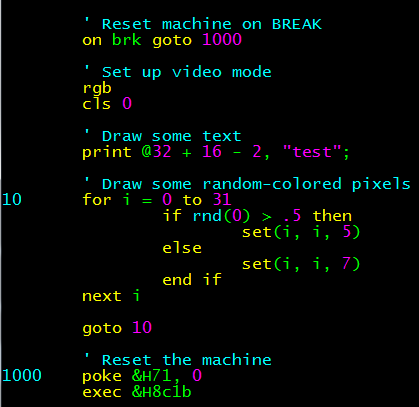 ' Reset machine on BREAK
on brk goto 1000
' Set up video mode
rgb
cls 0
' Draw some text
print @32 + 16 - 2, "test";
' Draw some random-colored pixels
10 for i = 0 to 31
if rnd(0) > .5 then
set(i, i, 5)
else
set(i, i, 7)
end if
next i
goto 10
' Reset the machine
1000 poke &H71, 0
exec &H8c1b